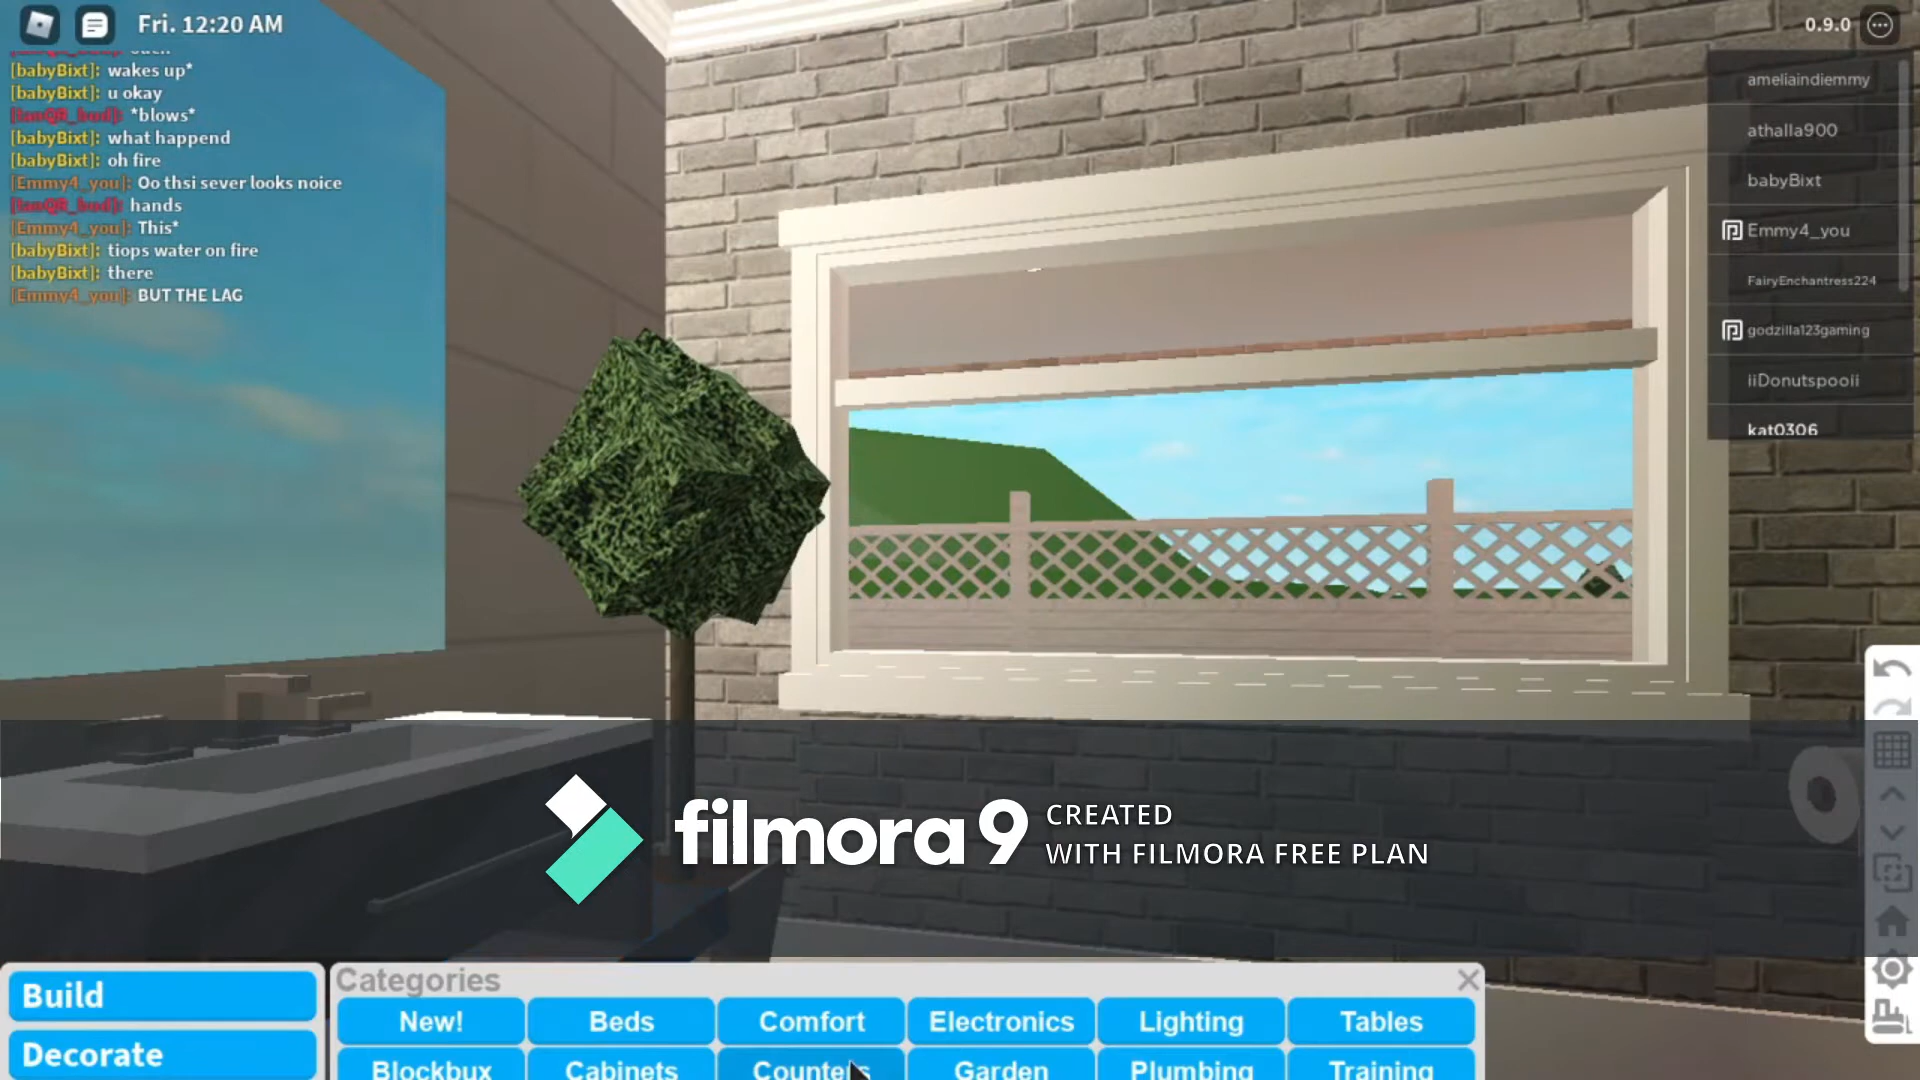 Fri. 12:20 AM
0.9.0
[babyBixt]: wakes up*
[babyBixt]: u okay
*blows*
[babyBixt]: what happend
[babyBixt]: oh fire
[Emmy4_you]: Oo thsi sever looks noice
hands
[Emmy4_you]: This*
[babyBixt]: tiops water on fire
[babyBixt]: there
[Emmy4_you]: BUT THE LAG
ameliaindiemmy
athalla900
babyBixt
Emmy4_you
FairyEnchantress224
godzilla123gaming
iiDonutspooii
kat0306
filmora9
CREATED
WITH FILMORA FREE PLAN
Build
Decorate
Categories
New! Beds Comfort Electronics Lighting Tables
Blockbux Cabinets Counters Garden Plumbing Training